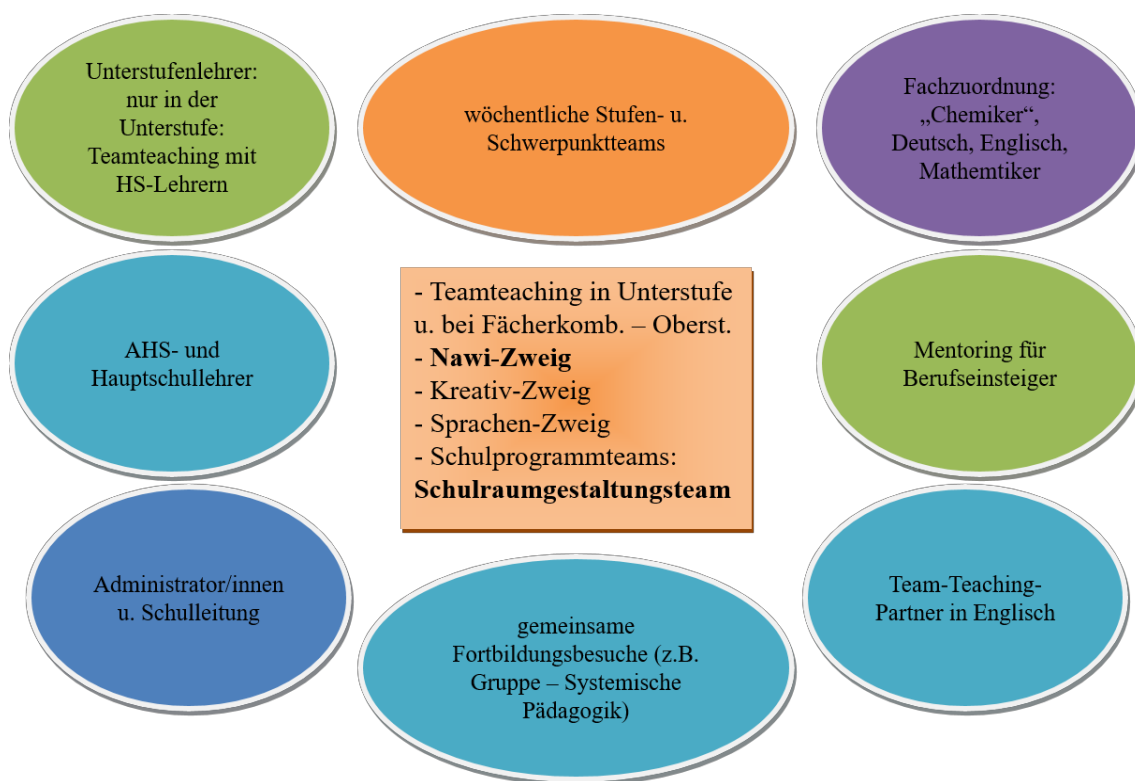 Unterstufenlehrer:
nur in der
Unterstufe:
Teamteaching mit
HS-Lehrern
wöchentliche Stufen- u.
Schwerpunktteams
Fachzuordnung:
„Chemiker“,
Deutsch, Englisch,
Mathemtiker
AHS- und
Hauptschullehrer
- Teamteaching in Unterstufe
u. bei Fächerkomb. – Oberst.
- Nawi-Zweig
- Kreativ-Zweig
- Sprachen-Zweig
- Schulprogrammteams:
Schulraumgestaltungsteam
Mentoring für
Berufseinsteiger
Administrator/innen
u. Schulleitung
gemeinsame
Fortbildungsbesuche (z.B.
Gruppe – Systemische
Pädagogik)
Team-Teaching-
Partner in Englisch